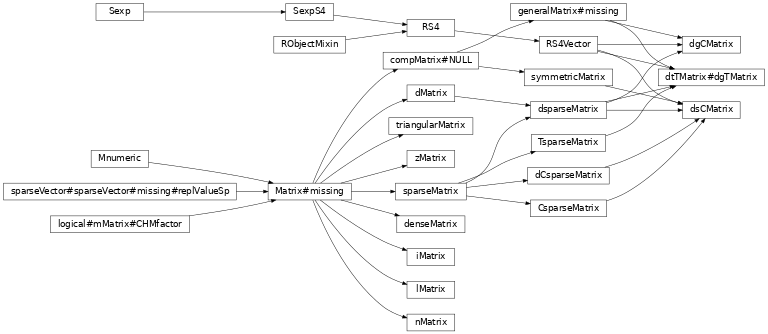 Sexp
SexpS4
generalMatrix#missing
RS4
RObjectMixin
RS4Vector
dgCMatrix
compMatrix#NULL
symmetricMatrix
dtTMatrix#dgTMatrix
dMatrix
dsparseMatrix
dsCMatrix
triangularMatrix
TsparseMatrix
Mnumeric
zMatrix
dCsparseMatrix
sparseVector#sparseVector#missing#replValueSp
Matrix#missing
sparseMatrix
CsparseMatrix
logical#mMatrix#CHMfactor
denseMatrix
iMatrix
lMatrix
nMatrix